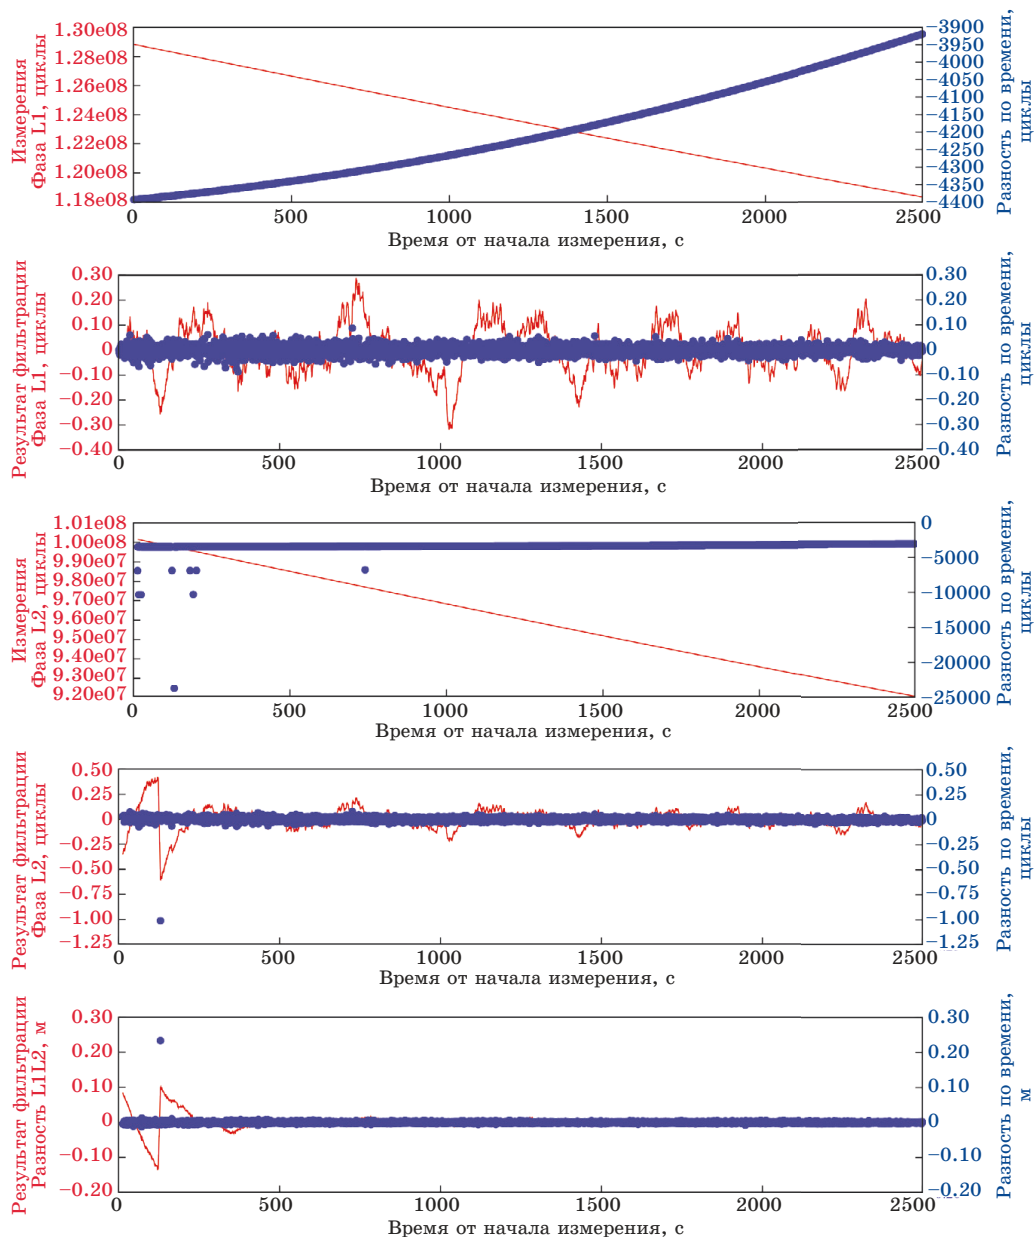 Измерения
Фаза L1, циклы
1.30e08
1.28e08
1.26e08
1.24e08
1.22e08
1.20e08
1.18e08
−3900
−3950
−4000
−4050
−4100
−4150
−4200
−4250
−4300
−4350
−4400
Разность по времени,
циклы
0 500 1000 1500 2000 2500
Время от начала измерения, с
Результат фильтрации
Фаза L1, циклы
0.30
0.20
0.10
0
−0.10
−0.20
−0.30
−0.40
0.30
0.20
0.10
0
−0.10
−0.20
−0.30
−0.40
Разность по времени,
циклы
0 500 1000 1500 2000 2500
Время от начала измерения, с
Измерения
Фаза L2, циклы
1.01e08
1.00e08
9.90e07
9.80e07
9.70e07
9.60e07
9.50e07
9.40e07
9.30e07
9.20e07
0
−5000
−10000
−15000
−20000
−25000
Разность по времени,
циклы
0 500 1000 1500 2000 2500
Время от начала измерения, с
Результат фильтрации
Фаза L2, циклы
0.50
0.25
0
−0.25
−0.50
−0.75
−1.00
−1.25
0.50
0.25
0
−0.25
−0.50
−0.75
−1.00
−1.25
Разность по времени,
циклы
0 500 1000 1500 2000 2500
Время от начала измерения, с
Результат фильтрации
Разность L1L2, м
0.30
0.20
0.10
0
−0.10
−0.20
0.30
0.20
0.10
0
−0.10
−0.20
Разность по времени,
м
0 500 1000 1500 2000 2500
Время от начала измерения, с